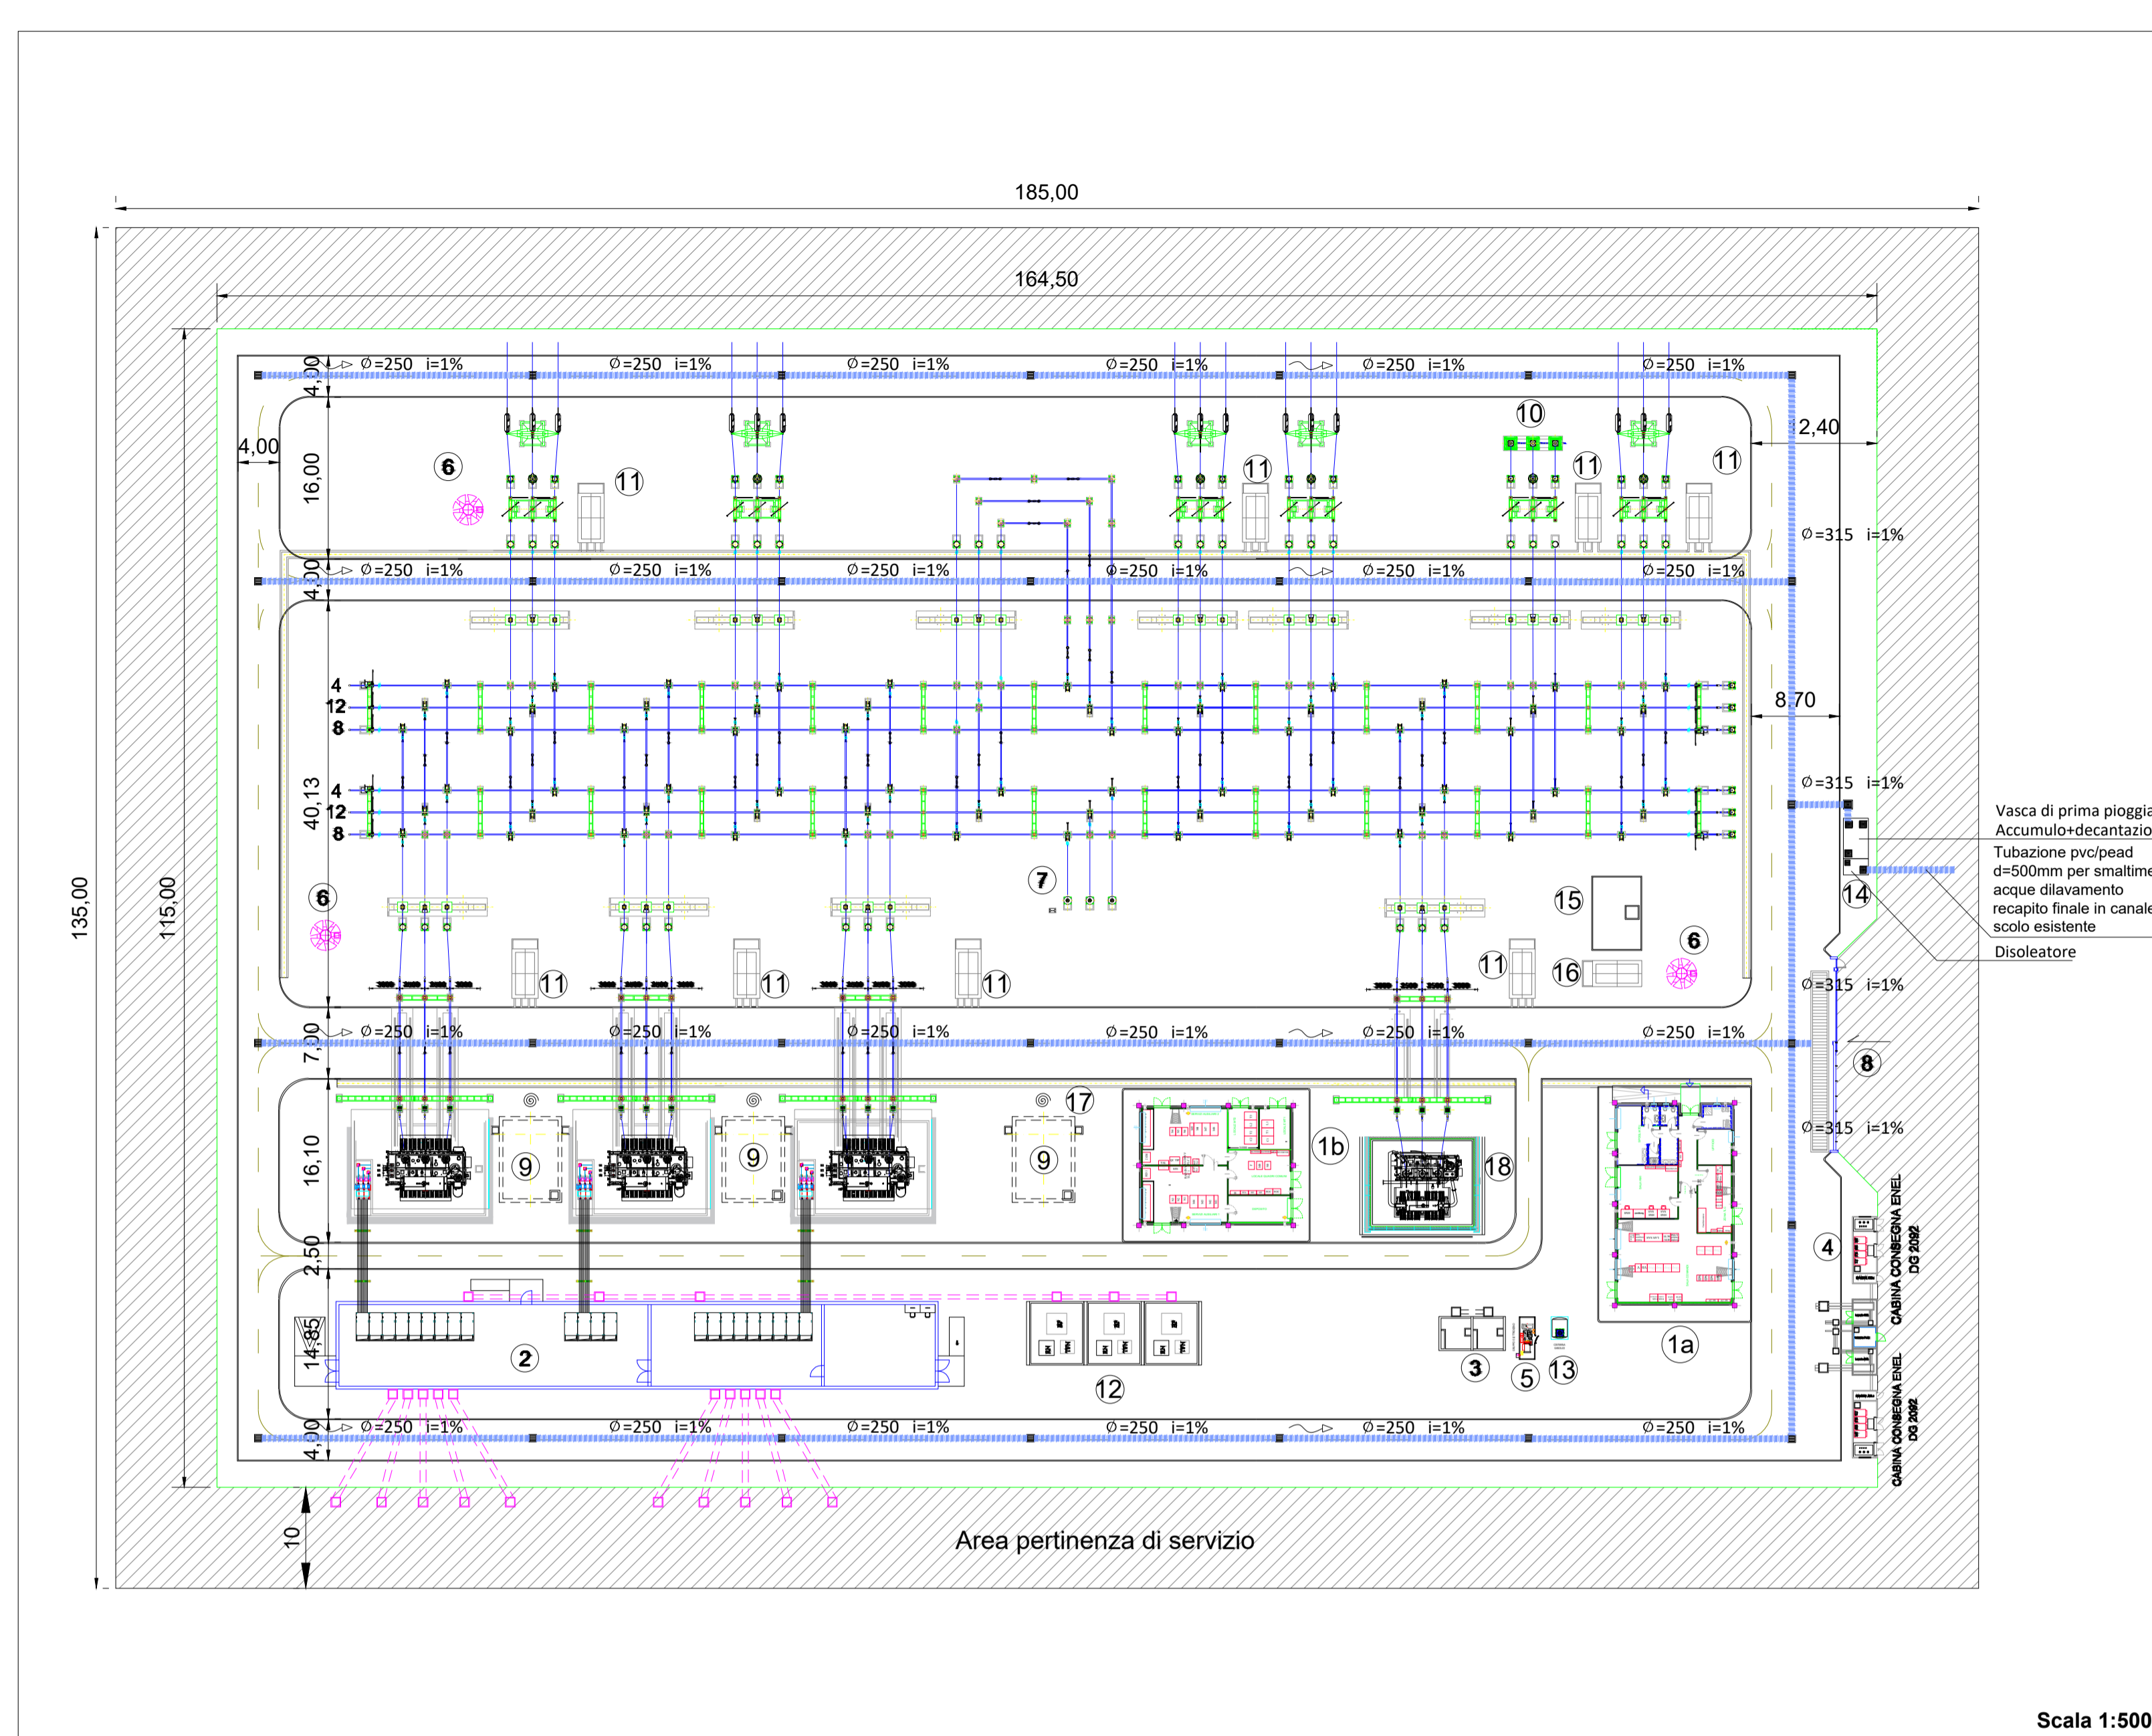 185,00
164,50
4,00
Ø=250 i=1%
Ø=250 i=1%
Ø=250 i=1%
Ø=250 i=1%
Ø=250 i=1%
Ø=250 i=1%
10
4,00
2,40
6
11
11
11
11
16,00
Ø=315 i=1%
4,00
Ø=250 i=1%
Ø=250 i=1%
Ø=250 i=1%
Ø=250 i=1%
Ø=250 i=1%
Ø=250 i=1%
4
12
8
8,70
4
12
8
40,13
Ø=315 i=1%
Vasca di prima pioggia
Accumulo+decantazio
Tubazione pvc/pead
d=500mm per smaltime
acque dilavamento
recapito finale in canale
scolo esistente
Disoleatore
135,00
115,00
7
6
15
14
6
11
11
11
11
16
Ø=315 i=1%
7,00
Ø=250 i=1%
Ø=250 i=1%
Ø=250 i=1%
Ø=250 i=1%
Ø=250 i=1%
Ø=250 i=1%
8
17
Ø=315 i=1%
16,10
9
9
9
1b
18
2,50
4
CABINA CONSEGNA ENEL
DG 2092
14,85
2
12
3
5
13
1a
CABINA CONSEGNA ENEL
DG 2092
4,00
Ø=250 i=1%
Ø=250 i=1%
Ø=250 i=1%
Ø=250 i=1%
Ø=250 i=1%
Ø=250 i=1%
10
Area pertinenza di servizio
Scala 1:500